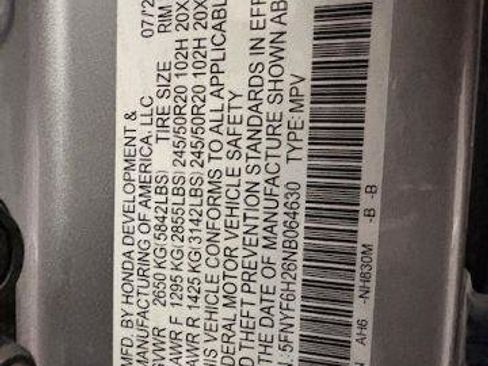 MFD. BY HONDA DEVELOPMENT & 07/2
MANUFACTURING OF AMERICA, LLC
GVWR 2650 KG(5842LBS) TIRE SIZE RIM
GAWR F 1295 KG(2855LBS) 245/50R20 102H 20X
GAWR R 1425 KG(3142LBS) 245/50R20 102H 20X
THIS VEHICLE CONFORMS TO ALL APPLICABLE
FEDERAL MOTOR VEHICLE SAFETY
THEFT PREVENTION STANDARDS IN EFF
THE DATE OF MANUFACTURE SHOWN AB
N: 5FNYF6H26NB064630 TYPE: MPV
AH6 -NH830M -B -B